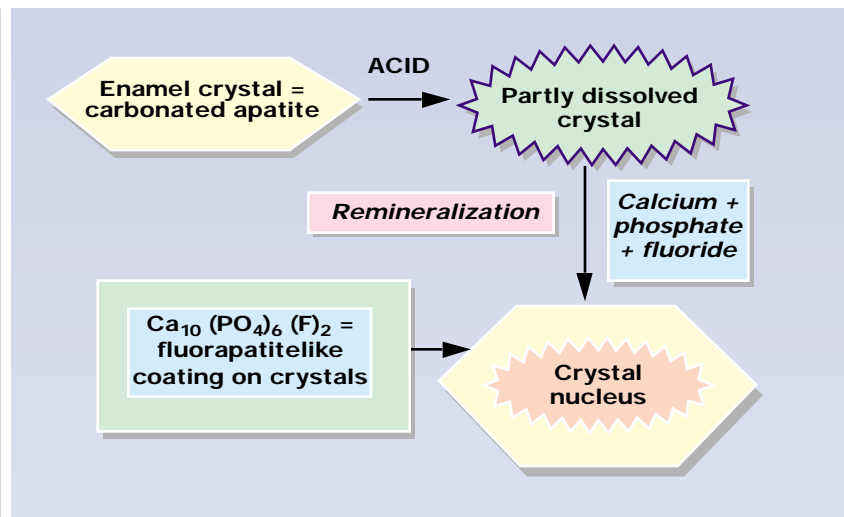 Enamel crystal =
carbonated apatite
ACID
Partly dissolved
crystal
Remineralization
Calcium +
phosphate
+ fluoride
Ca₁₀ (PO₄)₆ (F)₂ =
fluorapatitelike
coating on crystals
Crystal
nucleus